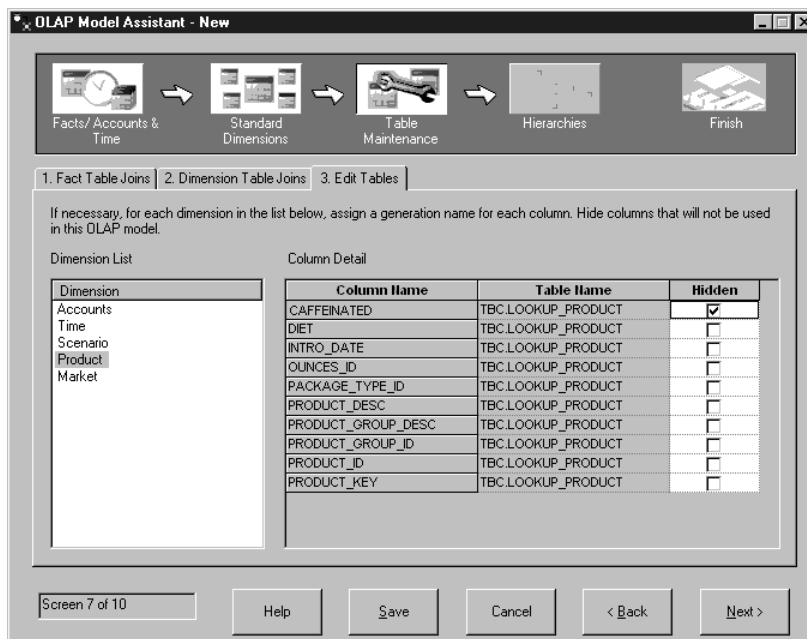 OLAP Model Assistant - New
Facts/ Accounts & Time
Standard Dimensions
Table Maintenance
Hierarchies
Finish
1. Fact Table Joins
2. Dimension Table Joins
3. Edit Tables
If necessary, for each dimension in the list below, assign a generation name for each column. Hide columns that will not be used
in this OLAP model.
Dimension List
Column Detail
Dimension
Accounts
Time
Scenario
Product
Market
Column Name Table Name Hidden
CAFFEINATED TBC.LOOKUP_PRODUCT
DIET TBC.LOOKUP_PRODUCT
INTRO_DATE TBC.LOOKUP_PRODUCT
OUNCES_ID TBC.LOOKUP_PRODUCT
PACKAGE_TYPE_ID TBC.LOOKUP_PRODUCT
PRODUCT_DESC TBC.LOOKUP_PRODUCT
PRODUCT_GROUP_DESC TBC.LOOKUP_PRODUCT
PRODUCT_GROUP_ID TBC.LOOKUP_PRODUCT
PRODUCT_ID TBC.LOOKUP_PRODUCT
PRODUCT_KEY TBC.LOOKUP_PRODUCT
Screen 7 of 10
Help
Save
Cancel
< Back
Next >